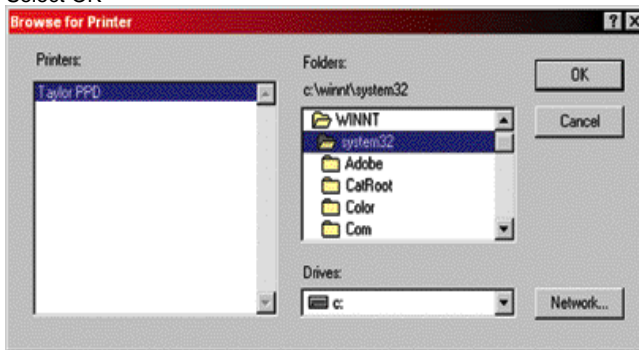 Select OK
Browse for Printer
Printers:
Taylor PPD
Folders:
c:\winnt\system32
WINNT
system32
Adobe
CatRoot
Color
Com
Drives:
c:
OK
Cancel
Network...